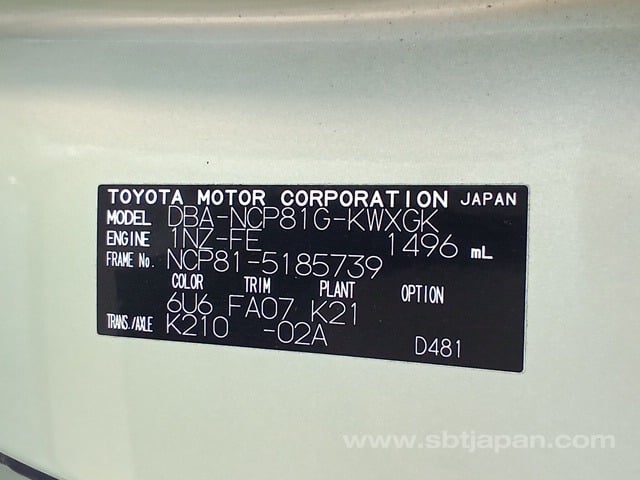 TOYOTA MOTOR CORPORATION JAPAN
MODEL DBA-NCP81G-KWXGK
ENGINE 1NZ-FE 1496 mL
FRAME No. NCP81-5185739
COLOR TRIM PLANT OPTION
6U6 FA07 K21
TRANS./AXLE K210 -02A D481
www.sbtjapan.com